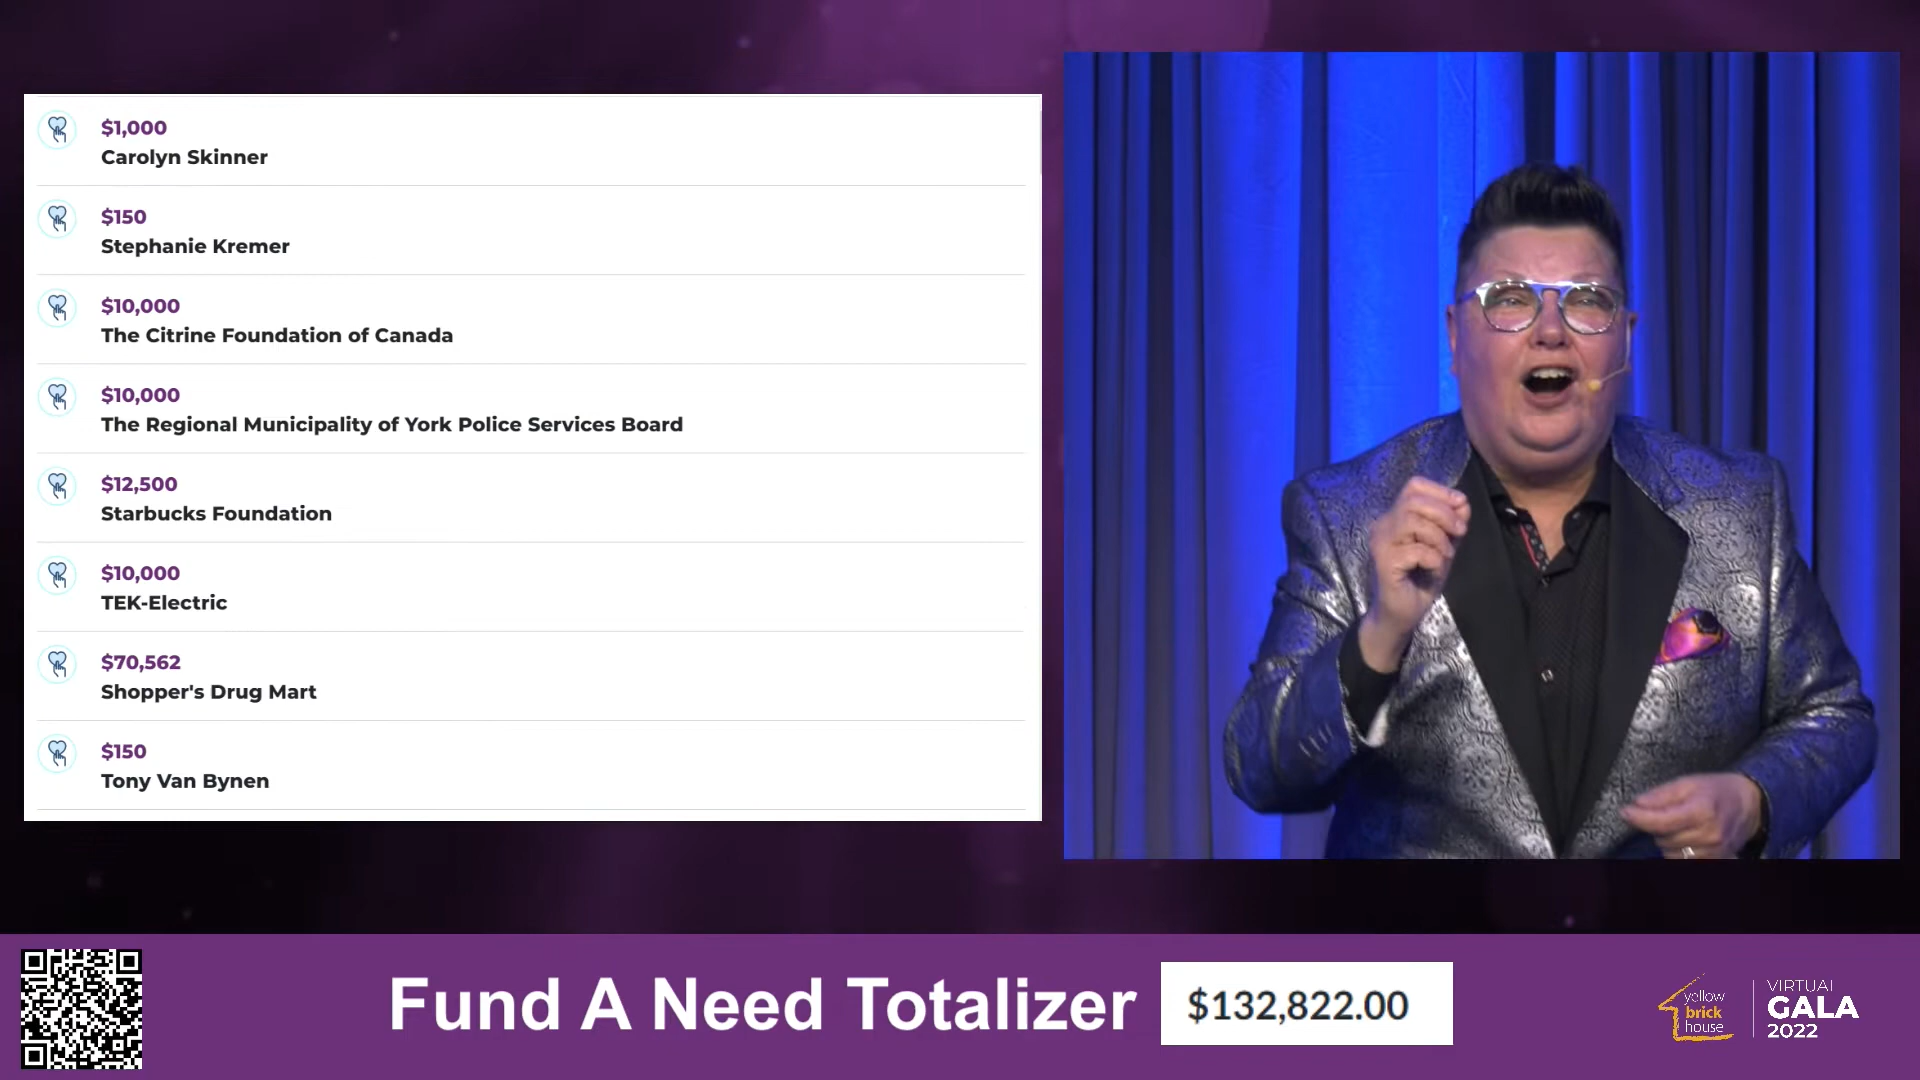 $1,000
Carolyn Skinner
$150
Stephanie Kremer
$10,000
The Citrine Foundation of Canada
$10,000
The Regional Municipality of York Police Services Board
$12,500
Starbucks Foundation
$10,000
TEK-Electric
$70,562
Shopper's Drug Mart
$150
Tony Van Bynen
Fund A Need Totalizer
$132,822.00
yellow
brick
house
VIRTUAL
GALA
2022